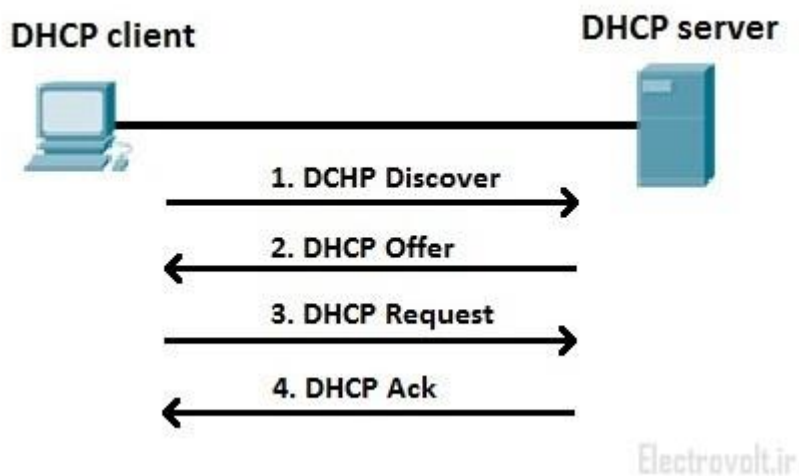 DHCP client
DHCP server
1. DCHP Discover
2. DHCP Offer
3. DHCP Request
4. DHCP Ack
Electrovolt.ir